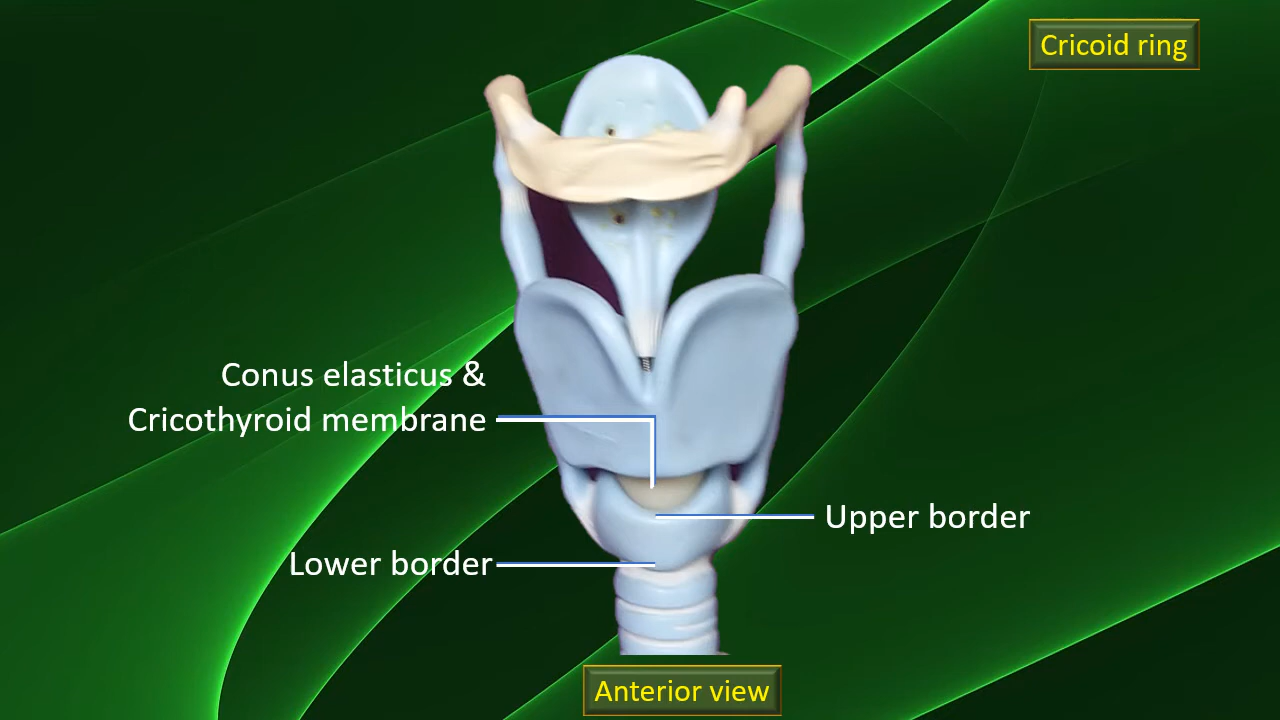 Cricoid ring
Conus elasticus &
Cricothyroid membrane
Upper border
Lower border
Anterior view